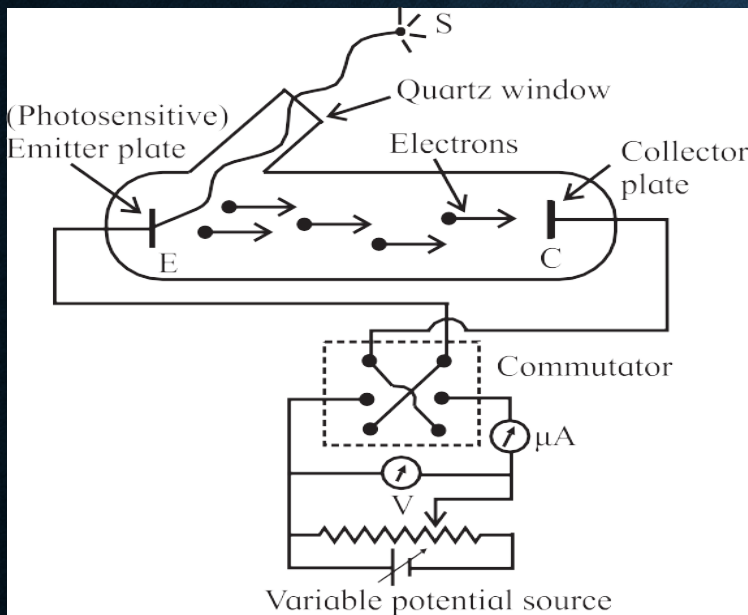 S
Quartz window
(Photosensitive)
Emitter plate
Electrons
Collector
plate
E
C
Commutator
μA
V
Variable potential source